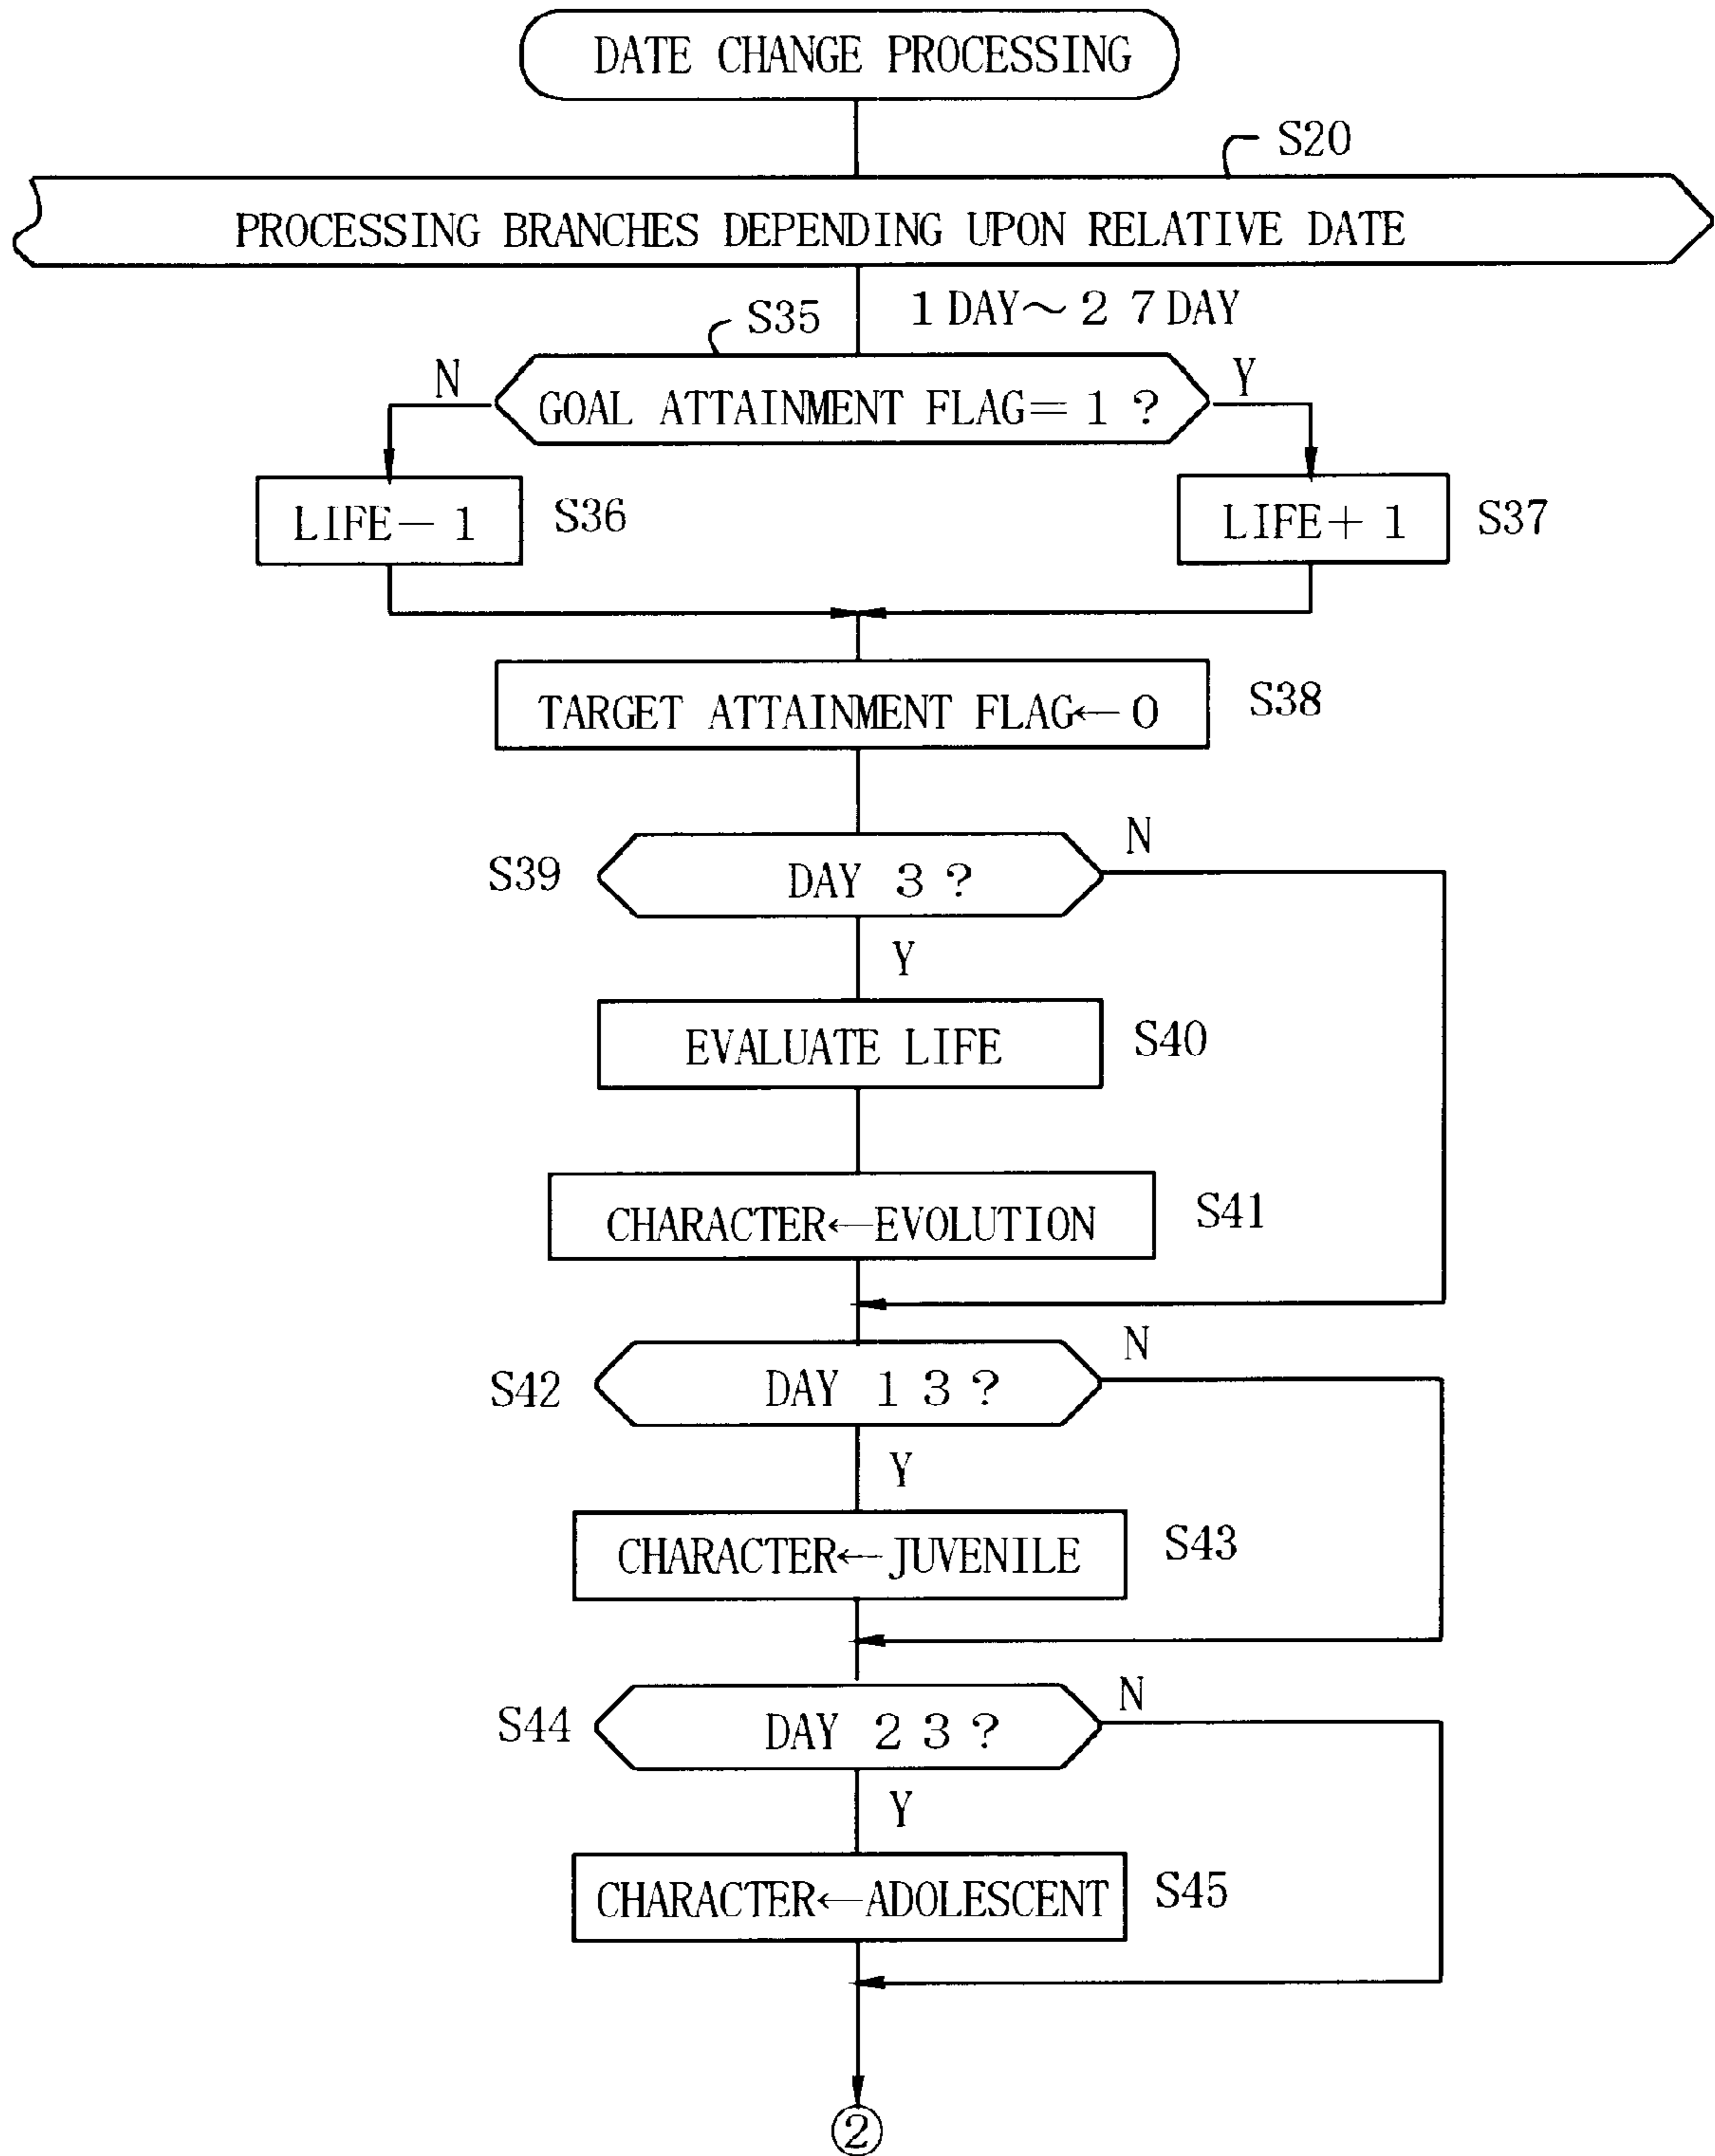 DATE CHANGE PROCESSING
S20
PROCESSING BRANCHES DEPENDING UPON RELATIVE DATE
1 DAY～2 7 DAY
S35
N
GOAL ATTAINMENT FLAG=1 ?
Y
LIFE-1
S36
LIFE+1
S37
TARGET ATTAINMENT FLAG←0
S38
S39
DAY 3 ?
N
Y
EVALUATE LIFE
S40
CHARACTER←EVOLUTION
S41
S42
DAY 1 3 ?
N
Y
CHARACTER←JUVENILE
S43
S44
DAY 2 3 ?
N
Y
CHARACTER←ADOLESCENT
S45
②